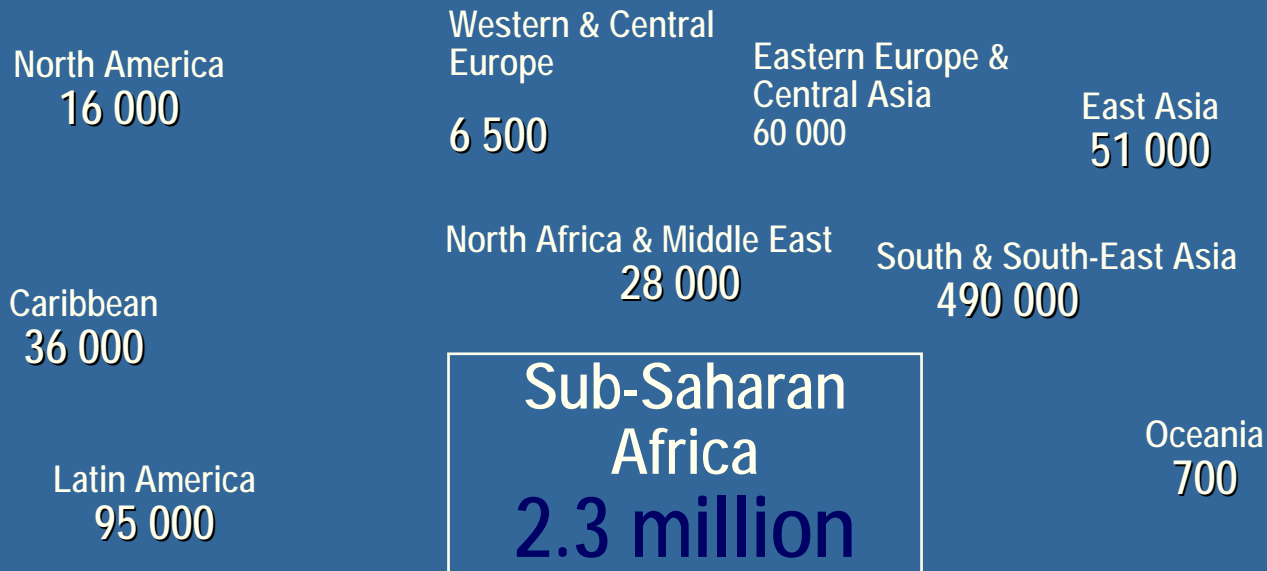 North America
16 000
Western & Central
Europe
6 500
Eastern Europe &
Central Asia
60 000
East Asia
51 000
North Africa & Middle East
28 000
South & South-East Asia
490 000
Caribbean
36 000
Sub-Saharan
Africa
2.3 million
Oceania
700
Latin America
95 000